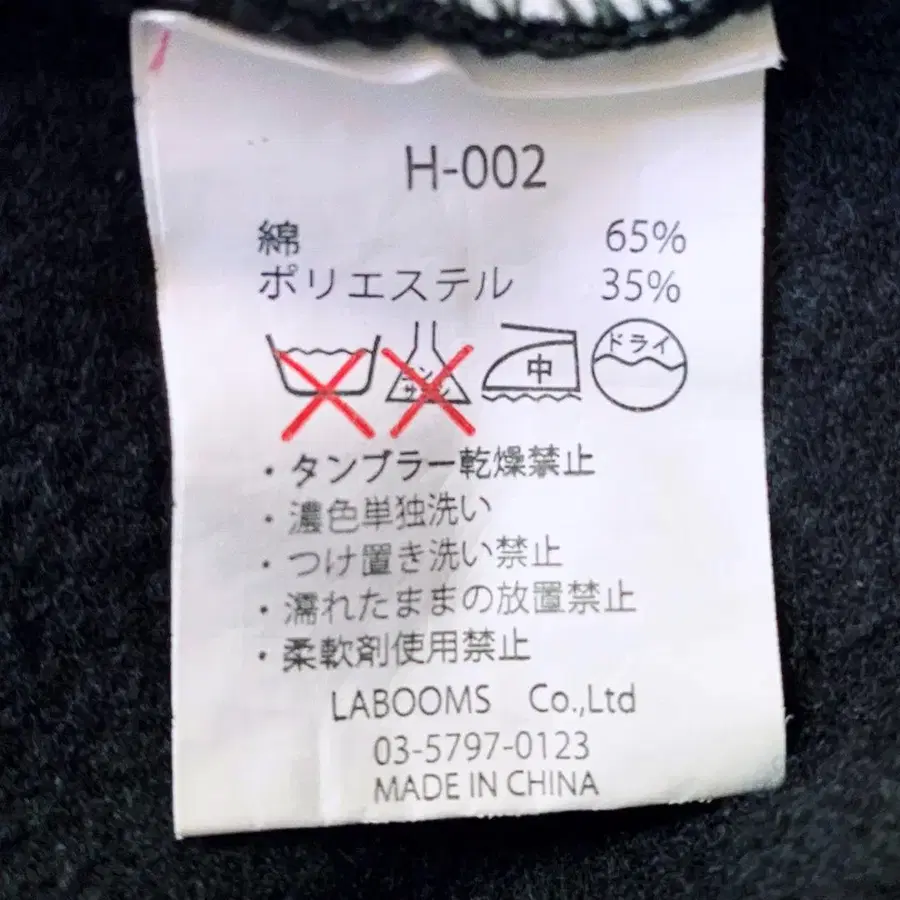 H-002
綿 65%
ポリエステル 35%
中 ドライ
・タンブラー乾燥禁止
・濃色単独洗い
・つけ置き洗い禁止
・濡れたままの放置禁止
・柔軟剤使用禁止
LABOOMS Co.,Ltd
03-5797-0123
MADE IN CHINA